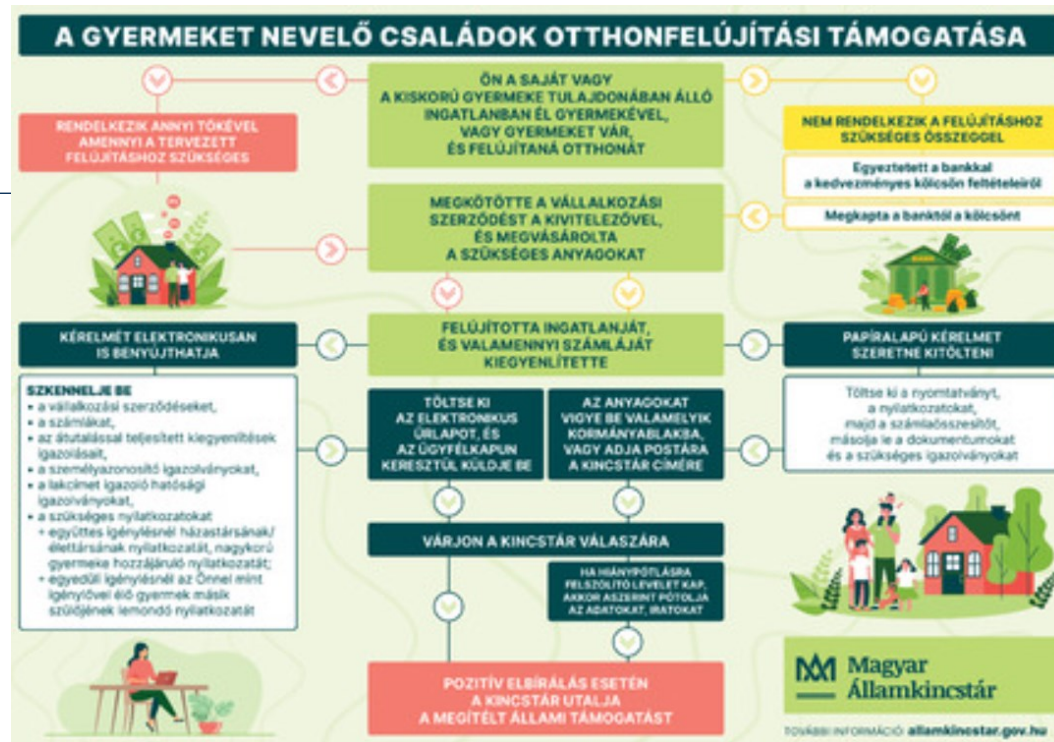 A GYERMEKET NEVELŐ CSALÁDOK OTTHONFELÚJÍTÁSI TÁMOGATÁSA
ÖN A SAJÁT VAGY
A KISKORÚ GYERMEKE TULAJDONÁBAN ÁLLÓ
INGATLANBAN ÉL GYERMEKÉVEL,
VAGY GYERMEKET VÁR,
ÉS FELÚJÍTANÁ OTTHONÁT
RENDELKEZIK ANNYI TŐKÉVEL
AMENNYI A TERVEZETT
FELÚJÍTÁSHOZ SZÜKSÉGES
NEM RENDELKEZIK A FELÚJÍTÁSHOZ
SZÜKSÉGES ÖSSZEGGEL
Egyeztetett a bankkal
a kedvezményes kölcsön feltételeiről
Megkapta a banktól a kölcsönt
MEGKÖTÖTTE A VÁLLALKOZÁSI
SZERZŐDÉST A KIVITELEZŐVEL,
ÉS MEGVÁSÁROLTA
A SZÜKSÉGES ANYAGOKAT
FELÚJÍTOTTA INGATLANJÁT,
ÉS VALAMENNYI SZÁMLÁJÁT
KIEGYENLÍTETTE
KÉRELMÉT ELEKTRONIKUSAN
IS BENYÚJTHATJA
SZKENNELJE BE
• a vállalkozási szerződéseket,
• a számlákat,
• az átutalással teljesített kiegyenlítések
igazolásait,
• a személyazonosító igazolványokat,
• a lakcímet igazoló hatósági
igazolványokat,
• a szükséges nyilatkozatokat
+ együttes igénylésnél házastársának/
élettársának nyilatkozatát, nagykorú
gyermeke hozzájáruló nyilatkozatát;
+ egyedüli igénylésnél az Önnel mint
igénylővel élő gyermek másik
szülőjének lemondó nyilatkozatát
PAPÍRALAPÚ KÉRELMET
SZERETNE KITÖLTENI
Töltse ki a nyomtatványt,
a nyilatkozatokat,
majd a számlaösszesítőt,
másolja le a dokumentumokat
és a szükséges igazolványokat
TÖLTSE KI
AZ ELEKTRONIKUS
ŰRLAPOT, ÉS
AZ ÜGYFÉLKAPUN
KERESZTÜL KÜLDJE BE
AZ ANYAGOKAT
VIGYE BE VALAMELYIK
KORMÁNYABLAKBA,
VAGY ADJA POSTÁRA
A KINCSTÁR CÍMÉRE
VÁRJON A KINCSTÁR VÁLASZÁRA
HA HIÁNYPÓTLÁSRA
FELSZÓLÍTÓ LEVELET KAP,
AKKOR ASZERINT PÓTOLJA
AZ ADATOKAT, IRATOKAT
POZITÍV ELBÍRÁLÁS ESETÉN
A KINCSTÁR UTALJA
A MEGÍTÉLT ÁLLAMI TÁMOGATÁST
Magyar
Államkincstár
TOVÁBBI INFORMÁCIÓ: allamkincstar.gov.hu